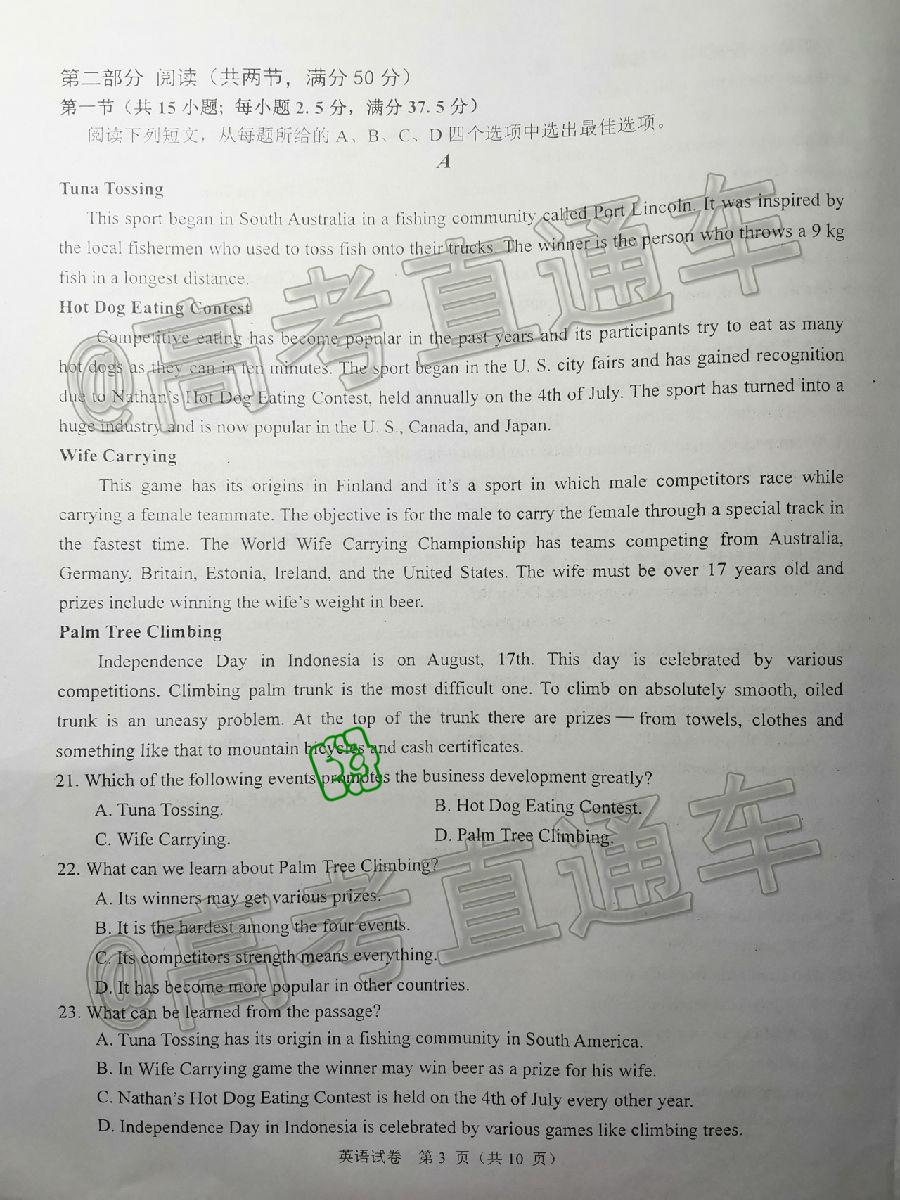 第二部分 阅读（共两节，满分50分）
第一节（共15小题；每小题2.5分，满分37.5分）
阅读下列短文，从每题所给的A、B、C、D四个选项中选出最佳选项。
A
Tuna Tossing
This sport began in South Australia in a fishing community called Port Lincoln. It was inspired by
the local fishermen who used to toss fish onto their trucks. The winner is the person who throws a 9 kg
fish in a longest distance.
Hot Dog Eating Contest
Competitive eating has become popular in the past years and its participants try to eat as many
hot dogs as they can in ten minutes. The sport began in the U. S. city fairs and has gained recognition
due to Nathan's Hot Dog Eating Contest, held annually on the 4th of July. The sport has turned into a
huge industry and is now popular in the U. S., Canada, and Japan.
Wife Carrying
This game has its origins in Finland and it's a sport in which male competitors race while
carrying a female teammate. The objective is for the male to carry the female through a special track in
the fastest time. The World Wife Carrying Championship has teams competing from Australia,
Germany, Britain, Estonia, Ireland, and the United States. The wife must be over 17 years old and
prizes include winning the wife's weight in beer.
Palm Tree Climbing
Independence Day in Indonesia is on August, 17th. This day is celebrated by various
competitions. Climbing palm trunk is the most difficult one. To climb on absolutely smooth, oiled
trunk is an uneasy problem. At the top of the trunk there are prizes — from towels, clothes and
something like that to mountain bicycles and cash certificates.
21. Which of the following events promotes the business development greatly?
A. Tuna Tossing.
B. Hot Dog Eating Contest.
C. Wife Carrying.
D. Palm Tree Climbing.
22. What can we learn about Palm Tree Climbing?
A. Its winners may get various prizes.
B. It is the hardest among the four events.
C. Its competitors strength means everything.
D. It has become more popular in other countries.
23. What can be learned from the passage?
A. Tuna Tossing has its origin in a fishing community in South America.
B. In Wife Carrying game the winner may win beer as a prize for his wife.
C. Nathan's Hot Dog Eating Contest is held on the 4th of July every other year.
D. Independence Day in Indonesia is celebrated by various games like climbing trees.
英语试卷 第 3 页（共 10 页）
@高考直通车
@高考直通车